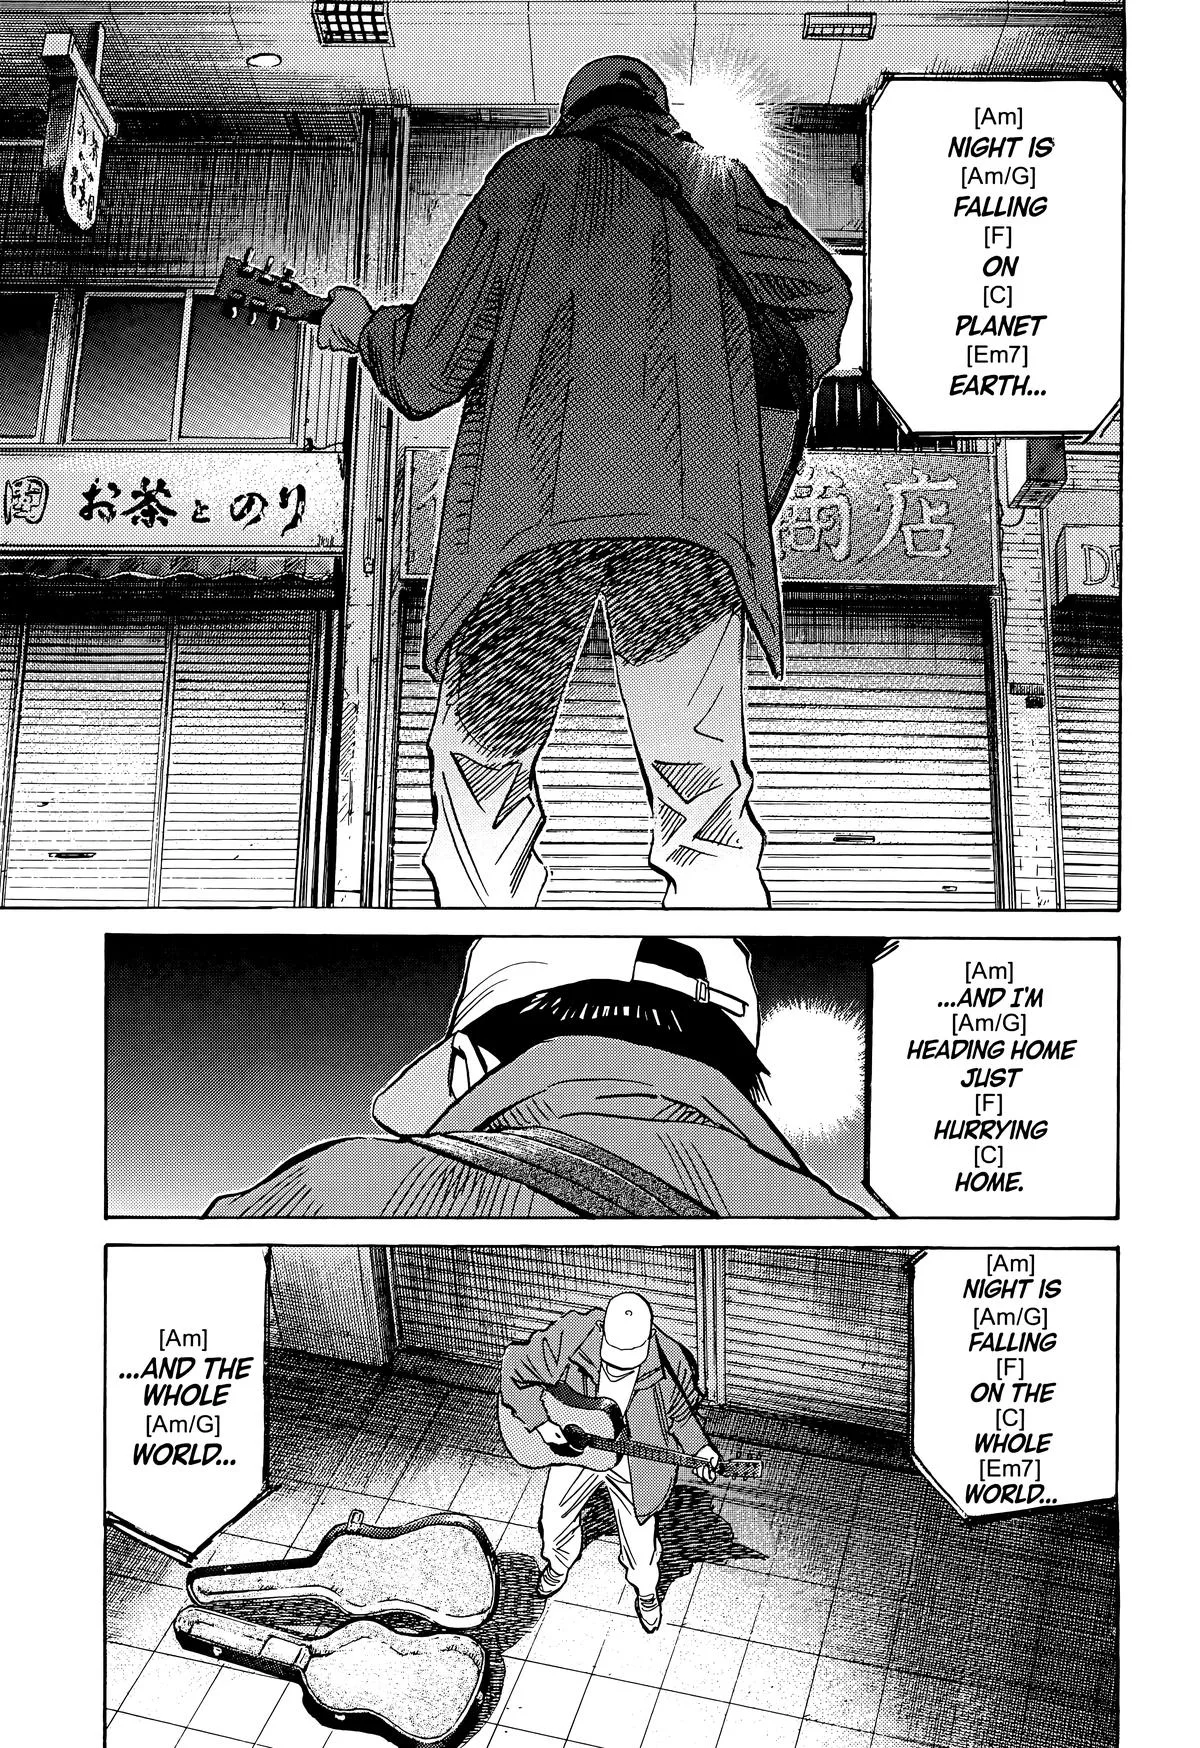 [Am]
NIGHT IS
[Am/G]
FALLING
[F]
ON
[C]
PLANET
[Em7]
EARTH...
お茶とのり
商店
DE
[Am]
...AND I'M
[Am/G]
HEADING HOME
JUST
[F]
HURRYING
[C]
HOME.
[Am]
NIGHT IS
[Am/G]
FALLING
[F]
ON THE
[C]
WHOLE
[Em7]
WORLD...
[Am]
...AND THE
WHOLE
[Am/G]
WORLD...